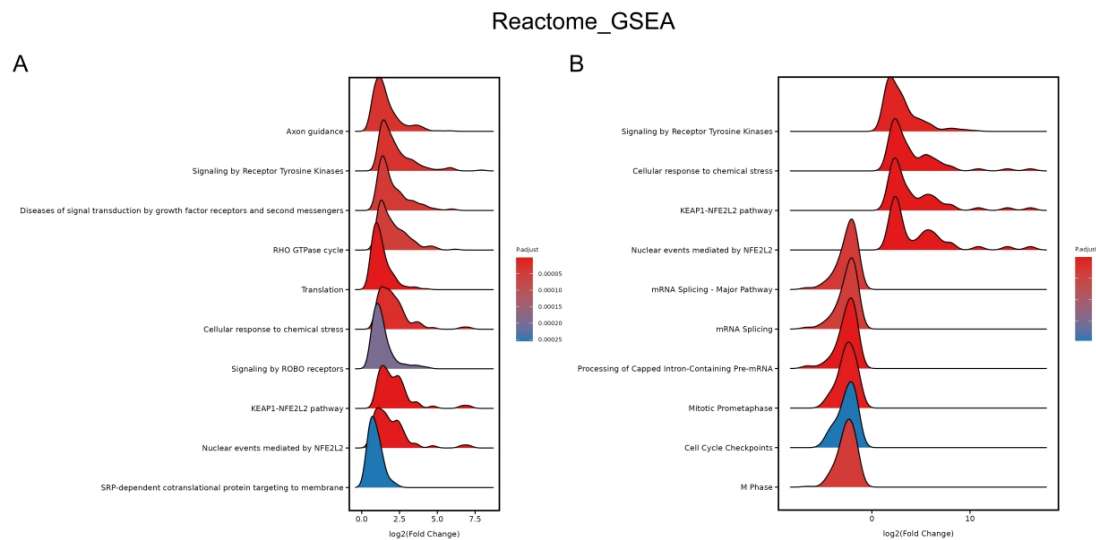 Reactome_GSEA
A
Axon guidance
Signaling by Receptor Tyrosine Kinases
Diseases of signal transduction by growth factor receptors and second messengers
RHO GTPase cycle
Translation
Cellular response to chemical stress
Signaling by ROBO receptors
KEAP1-NFE2L2 pathway
Nuclear events mediated by NFE2L2
SRP-dependent cotranslational protein targeting to membrane
0.0 2.5 5.0 7.5
log2(Fold Change)
P.adjust
0.00005
0.00010
0.00015
0.00020
0.00025
B
Signaling by Receptor Tyrosine Kinases
Cellular response to chemical stress
KEAP1-NFE2L2 pathway
Nuclear events mediated by NFE2L2
mRNA Splicing - Major Pathway
mRNA Splicing
Processing of Capped Intron-Containing Pre-mRNA
Mitotic Prometaphase
Cell Cycle Checkpoints
M Phase
0 10
log2(Fold Change)
P.adjust